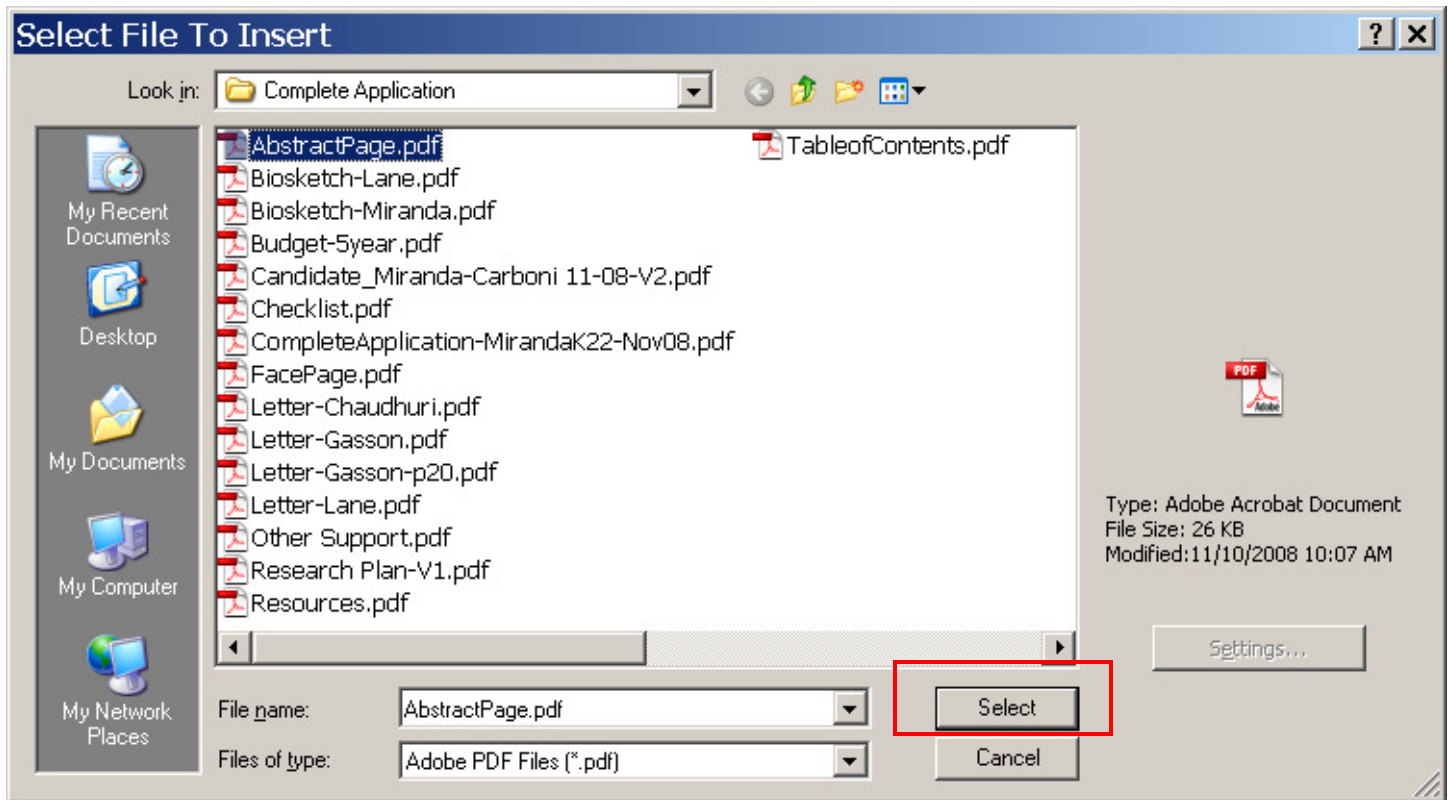 Select File To Insert
Look in: Complete Application
My Recent
Documents
Desktop
My Documents
My Computer
My Network
Places
AbstractPage.pdf
Biosketch-Lane.pdf
Biosketch-Miranda.pdf
Budget-5year.pdf
Candidate_Miranda-Carboni 11-08-V2.pdf
Checklist.pdf
CompleteApplication-MirandaK22-Nov08.pdf
FacePage.pdf
Letter-Chaudhuri.pdf
Letter-Gasson.pdf
Letter-Gasson-p20.pdf
Letter-Lane.pdf
Other Support.pdf
Research Plan-V1.pdf
Resources.pdf
TableofContents.pdf
PDF
Adobe
Type: Adobe Acrobat Document
File Size: 26 KB
Modified:11/10/2008 10:07 AM
Settings...
File name: AbstractPage.pdf
Select
Files of type: Adobe PDF Files (*.pdf)
Cancel